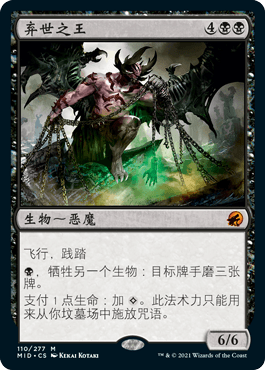 弃世之王 4
生物～恶魔
飞行，践踏
，牺牲另一个生物：目标牌手磨三张
牌。
支付1点生命：加。此法术力只能用
来从你坟墓场中施放咒语。
6/6
110/277 M
MID • CS KEKAI KOTAKI
™ & © 2021 Wizards of the Coast